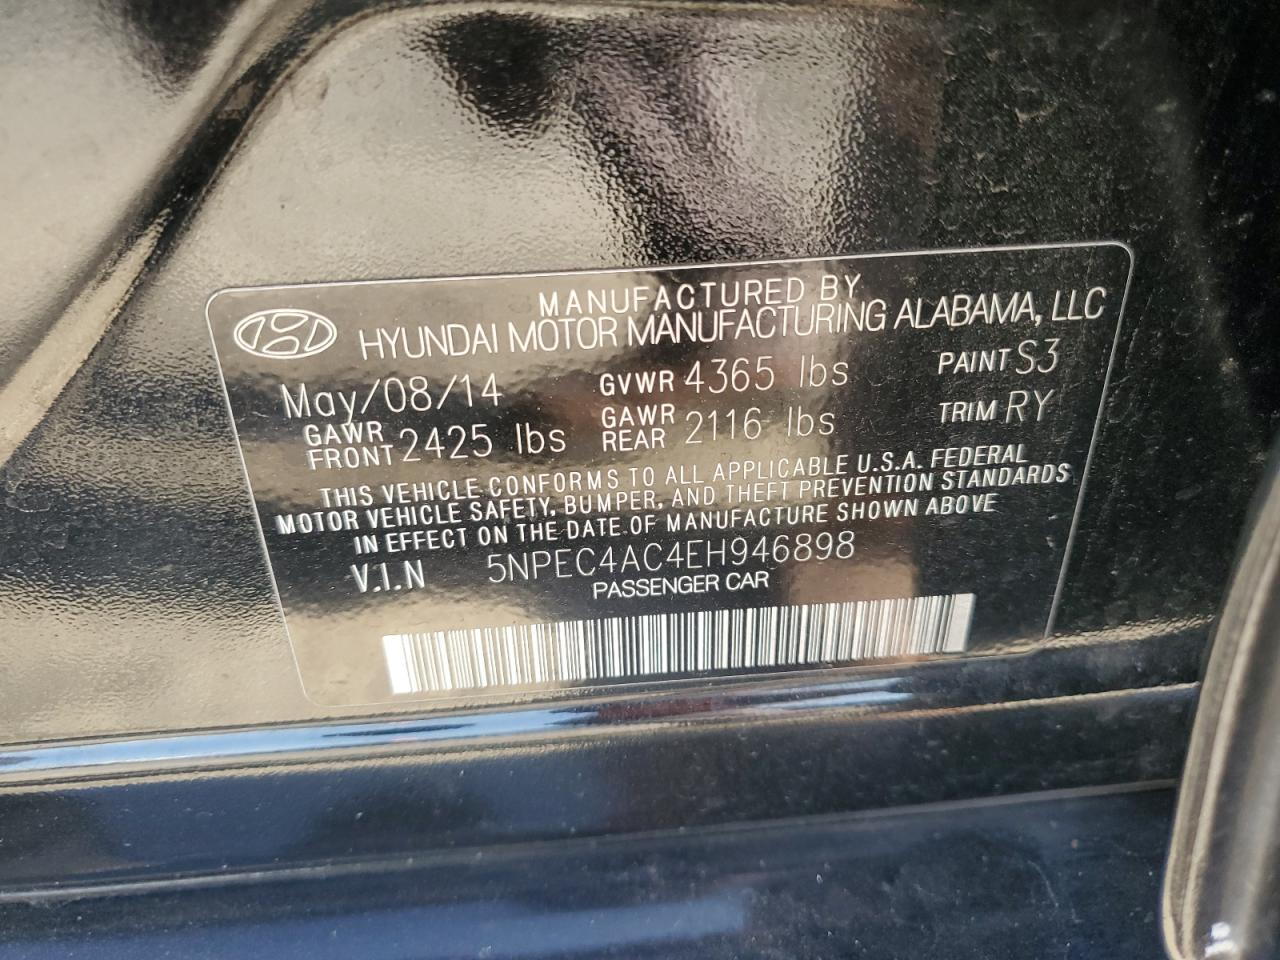 MANUFACTURED BY
HYUNDAI MOTOR MANUFACTURING ALABAMA, LLC
May/08/14 GVWR 4365 lbs PAINT S3
GAWR FRONT 2425 lbs GAWR REAR 2116 lbs TRIM RY
THIS VEHICLE CONFORMS TO ALL APPLICABLE U.S.A. FEDERAL
MOTOR VEHICLE SAFETY, BUMPER, AND THEFT PREVENTION STANDARDS
IN EFFECT ON THE DATE OF MANUFACTURE SHOWN ABOVE
V.I.N 5NPEC4AC4EH946898
PASSENGER CAR